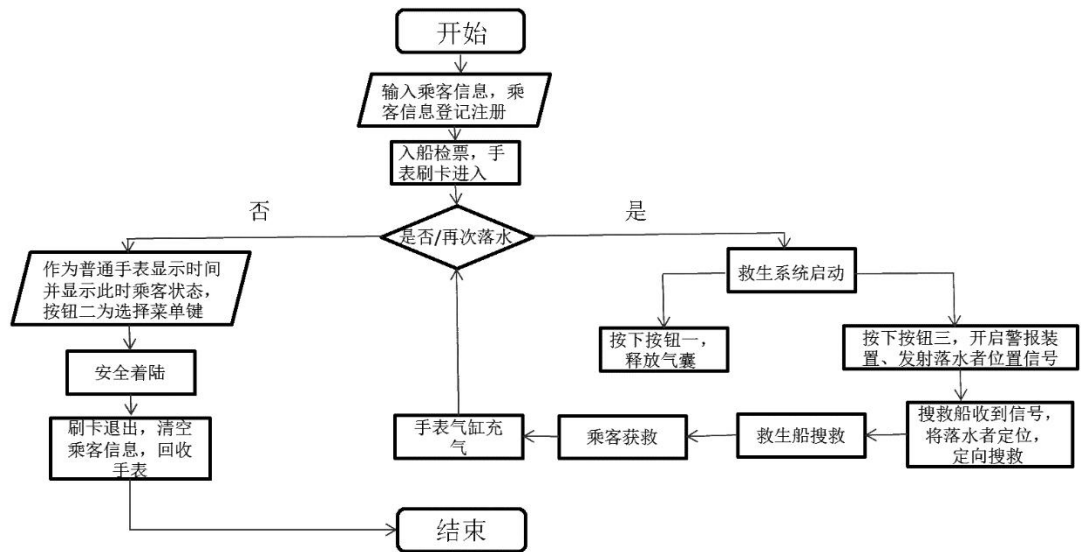 开始
输入乘客信息，乘
客信息登记注册
入船检票，手
表刷卡进入
否
是
是否/再次落水
作为普通手表显示时间
并显示此时乘客状态，
按钮二为选择菜单键
救生系统启动
按下按钮一，
释放气囊
按下按钮三，开启警报装
置、发射落水者位置信号
安全着陆
刷卡退出，清空
乘客信息，回收
手表
手表气缸充
气
乘客获救
救生船搜救
搜救船收到信号，
将落水者定位，
定向搜救
结束